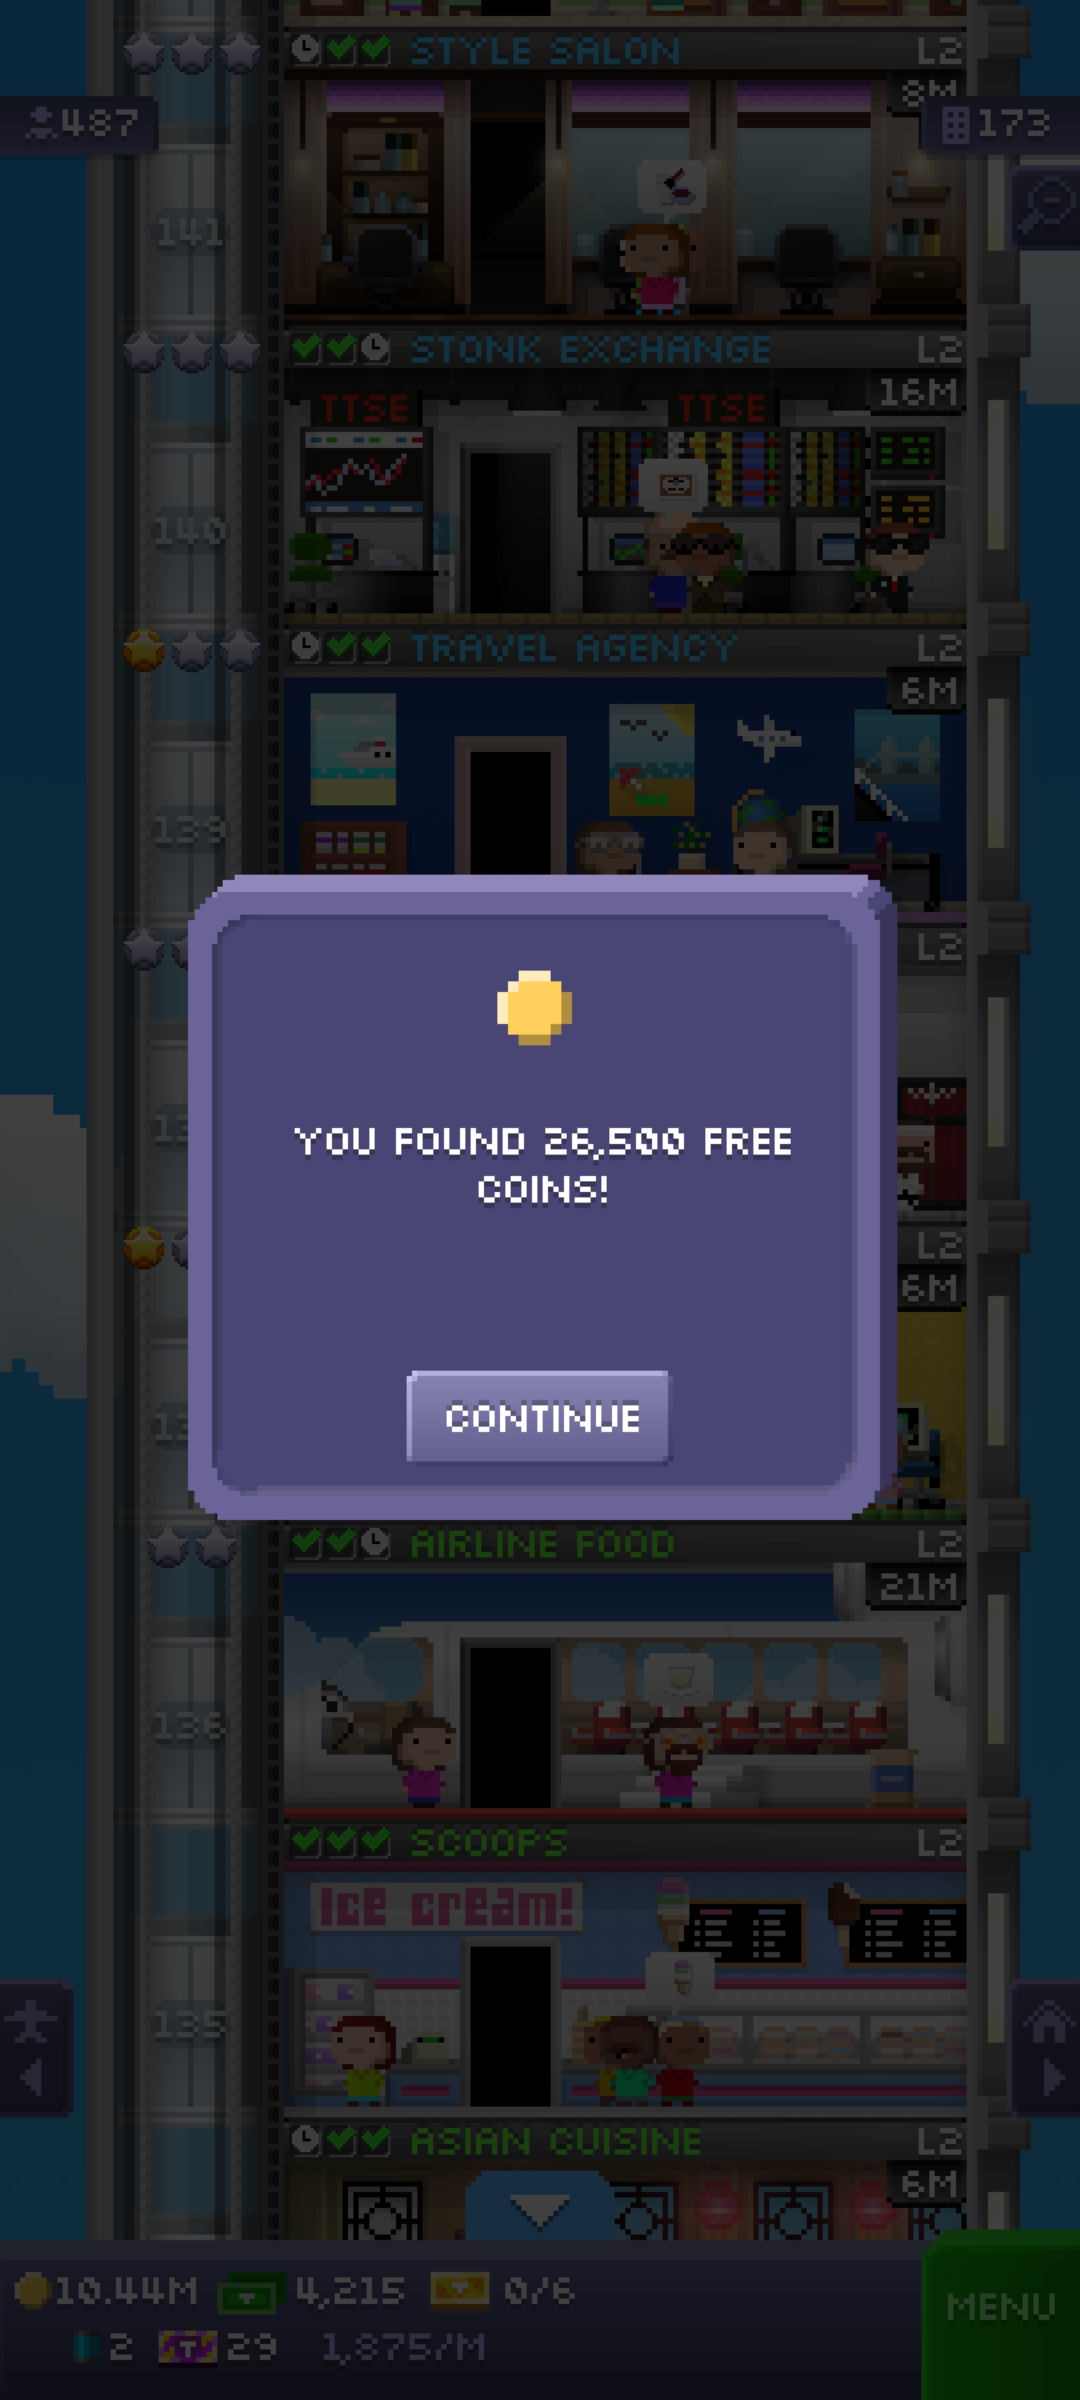 STYLE SALON L2
8M
487
173
141
STONK EXCHANGE L2
16M
TTSE TTSE
140
TRAVEL AGENCY L2
6M
139
L2
YOU FOUND 26,500 FREE
COINS!
L2
6M
CONTINUE
AIRLINE FOOD L2
21M
136
SCOOPS L2
Ice cream!
135
ASIAN CUISINE L2
6M
10.44M 4,215 0/6
MENU
2 T 29 1,875/M